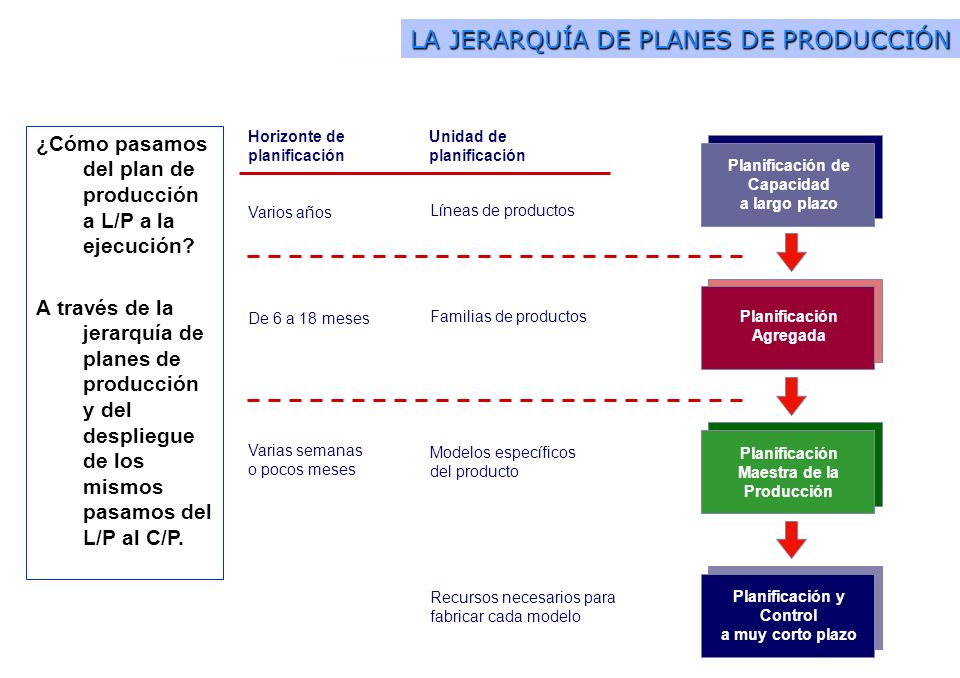 LA JERARQUÍA DE PLANES DE PRODUCCIÓN
¿Cómo pasamos
del plan de
producción
a L/P a la
ejecución?
A través de la
jerarquía de
planes de
producción
y del
despliegue
de los
mismos
pasamos del
L/P al C/P.
Horizonte de
planificación
Unidad de
planificación
Varios años
Líneas de productos
Planificación de
Capacidad
a largo plazo
De 6 a 18 meses
Familias de productos
Planificación
Agregada
Varias semanas
o pocos meses
Modelos específicos
del producto
Planificación
Maestra de la
Producción
Recursos necesarios para
fabricar cada modelo
Planificación y
Control
a muy corto plazo